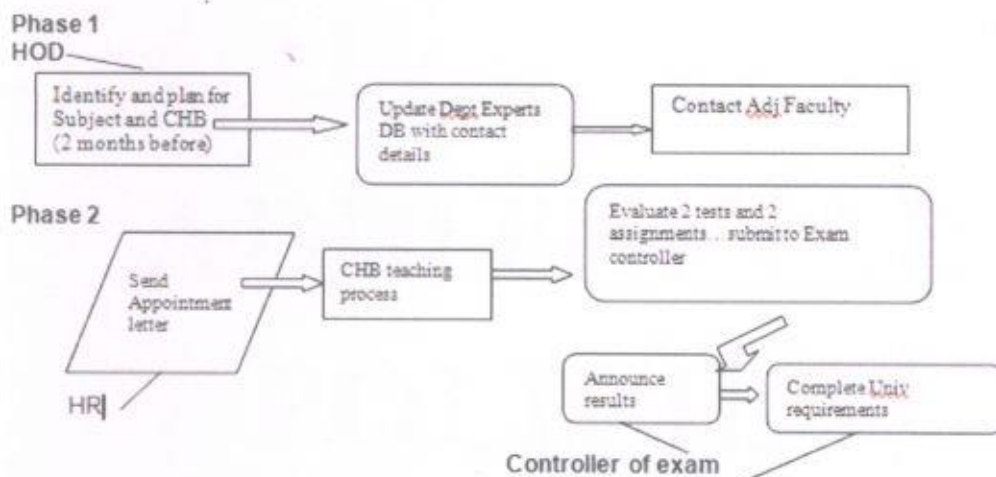 Phase 1
HOD
Identify and plan for
Subject and CHB
(2 months before)
Update Dept Experts
DB with contact
details
Contact Adj Faculty
Phase 2
Send
Appointment
letter
HR
CHB teaching
process
Evaluate 2 tests and 2
assignments... submit to Exam
controller
Announce
results
Complete Univ
requirements
Controller of exam